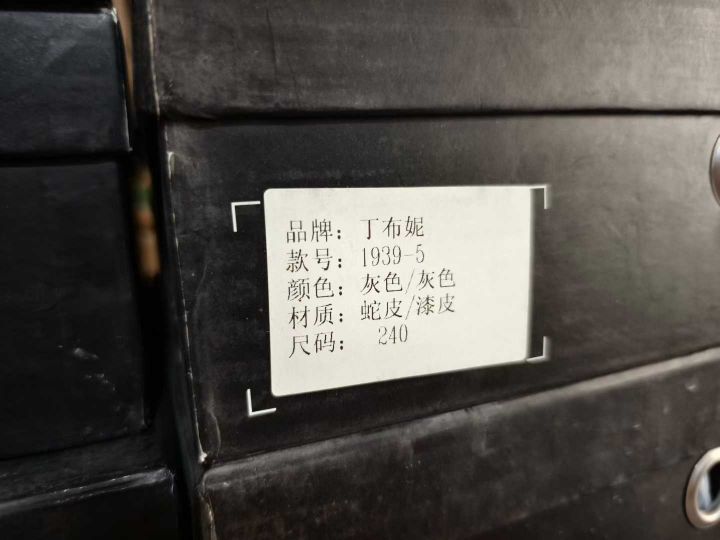 品牌：丁布妮
款号：1939-5
颜色：灰色/灰色
材质：蛇皮/漆皮
尺码： 240